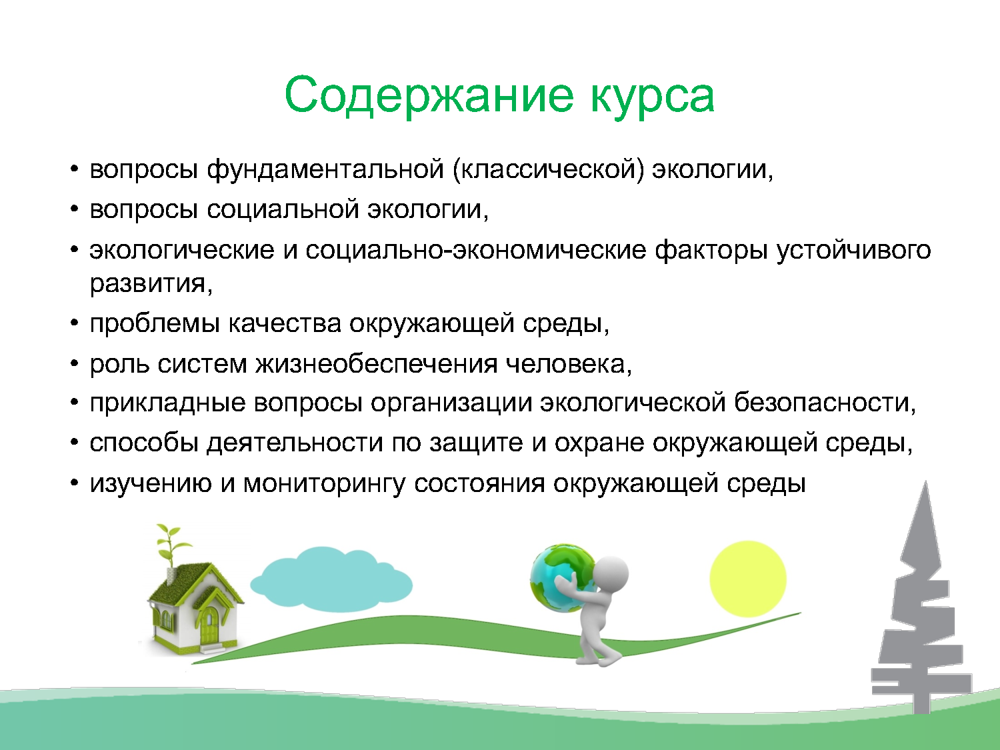 Содержание курса
• вопросы фундаментальной (классической) экологии,
• вопросы социальной экологии,
• экологические и социально-экономические факторы устойчивого
развития,
• проблемы качества окружающей среды,
• роль систем жизнеобеспечения человека,
• прикладные вопросы организации экологической безопасности,
• способы деятельности по защите и охране окружающей среды,
• изучению и мониторингу состояния окружающей среды